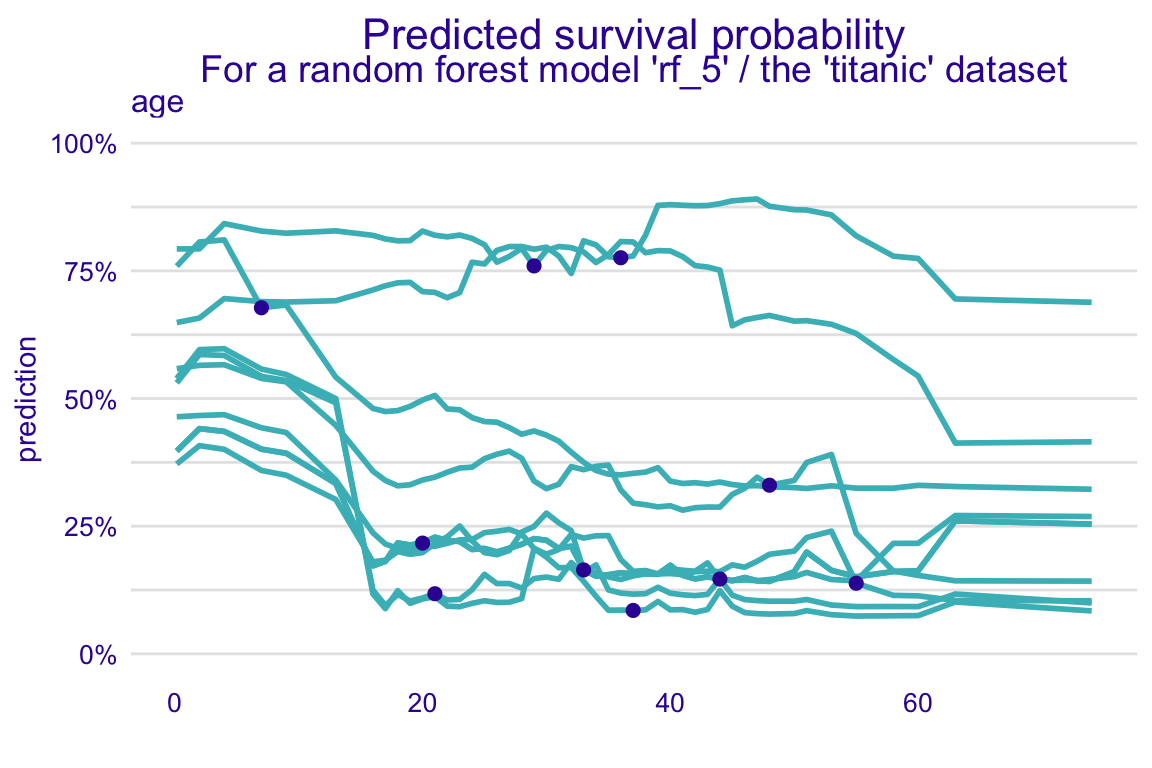 Predicted survival probability
For a random forest model 'rf_5' / the 'titanic' dataset
age
100%
75%
50%
25%
0%
prediction
0 20 40 60